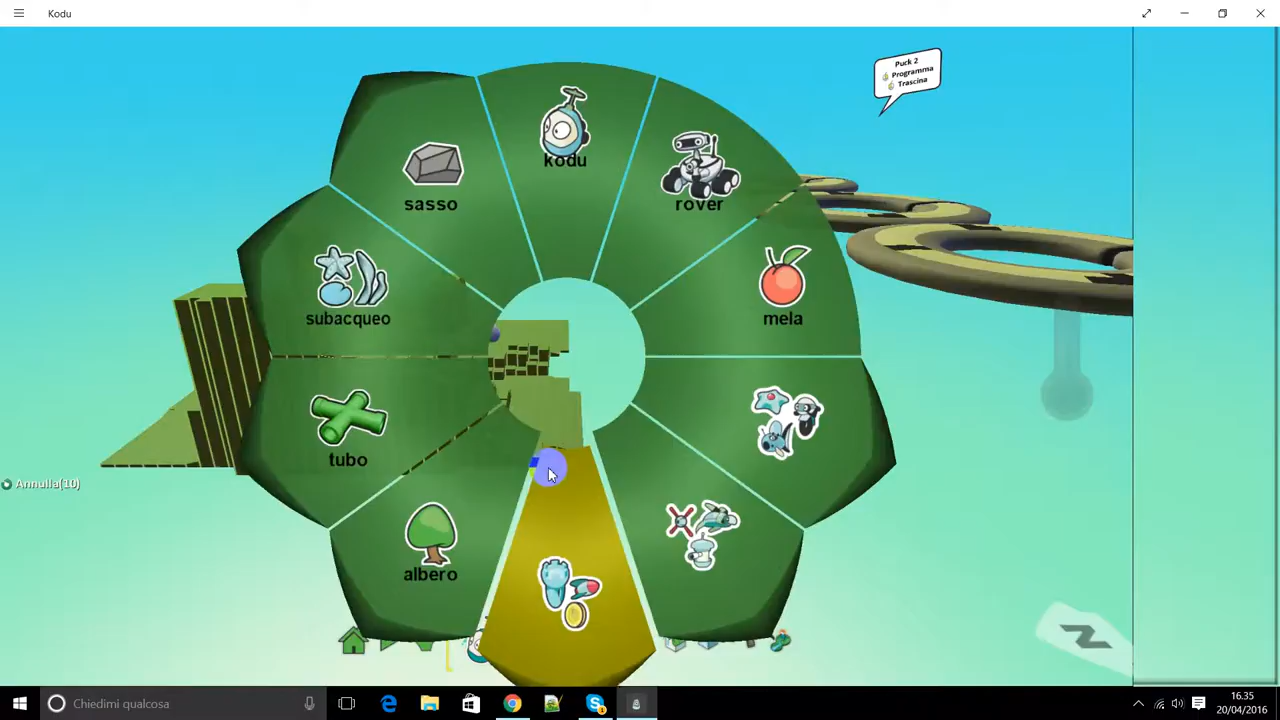 Kodu
Puck 2
Programma
Trascina
kodu
sasso
rover
subacqueo
mela
tubo
albero
Annulla(10)
Chiedimi qualcosa
16.35
20/04/2016